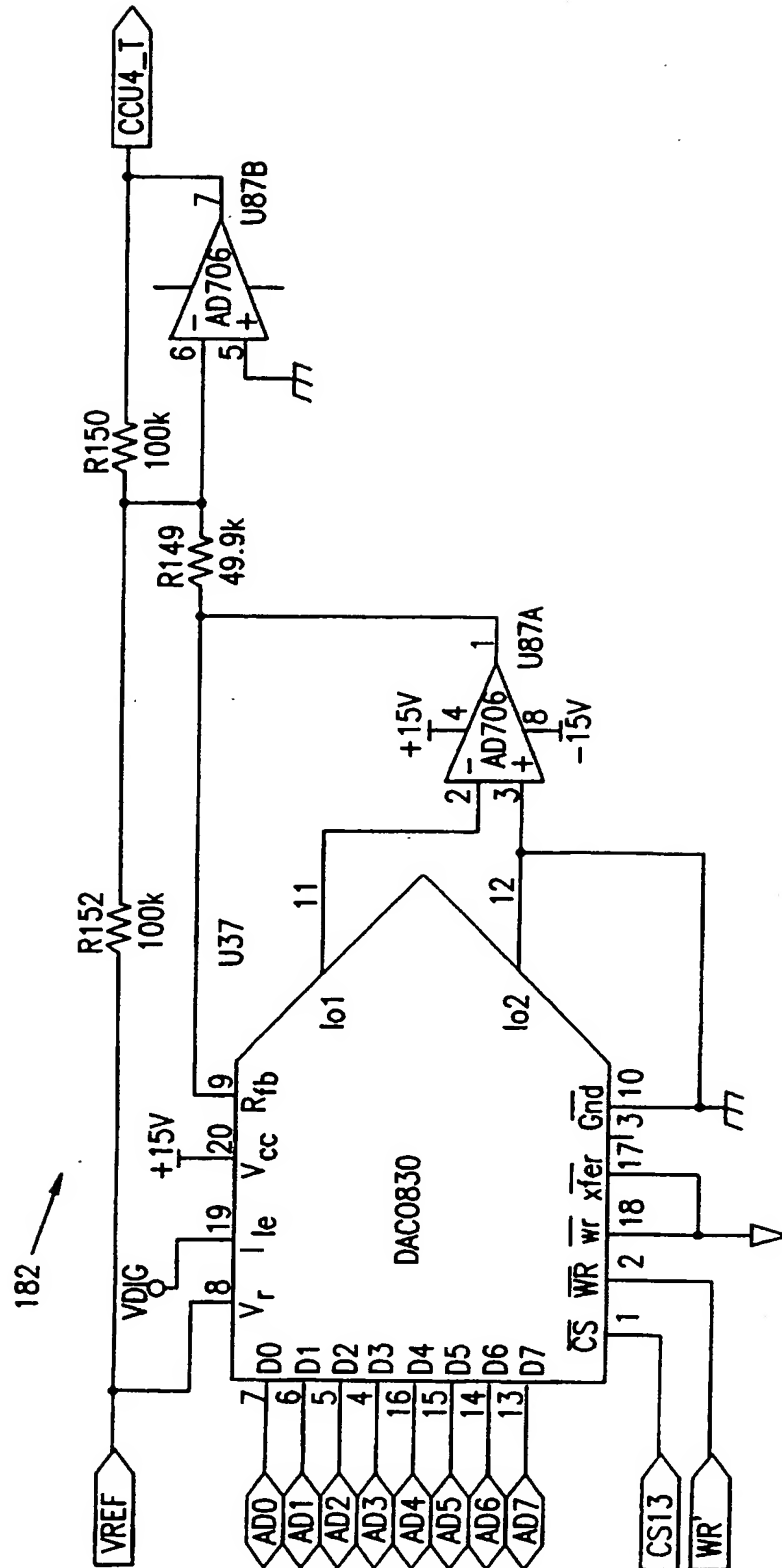 182
VREF
CCU4_T
R152
100k
R150
100k
R149
49.9k
6
5
−
+
AD706
7
U87B
VDIG
+15V
8
19
20
9
Vr
Ile
Vcc
Rfb
U37
AD0
7
D0
AD1
6
D1
AD2
5
D2
AD3
4
D3
AD4
16
D4
AD5
15
D5
AD6
14
D6
AD7
13
D7
DAC0830
Io1
11
Io2
12
+15V
4
2
3
−
+
AD706
1
8
−15V
U87A
CS
WR
wr
xfer
Gnd
1
2
18
17
3
10
CS13
WR'